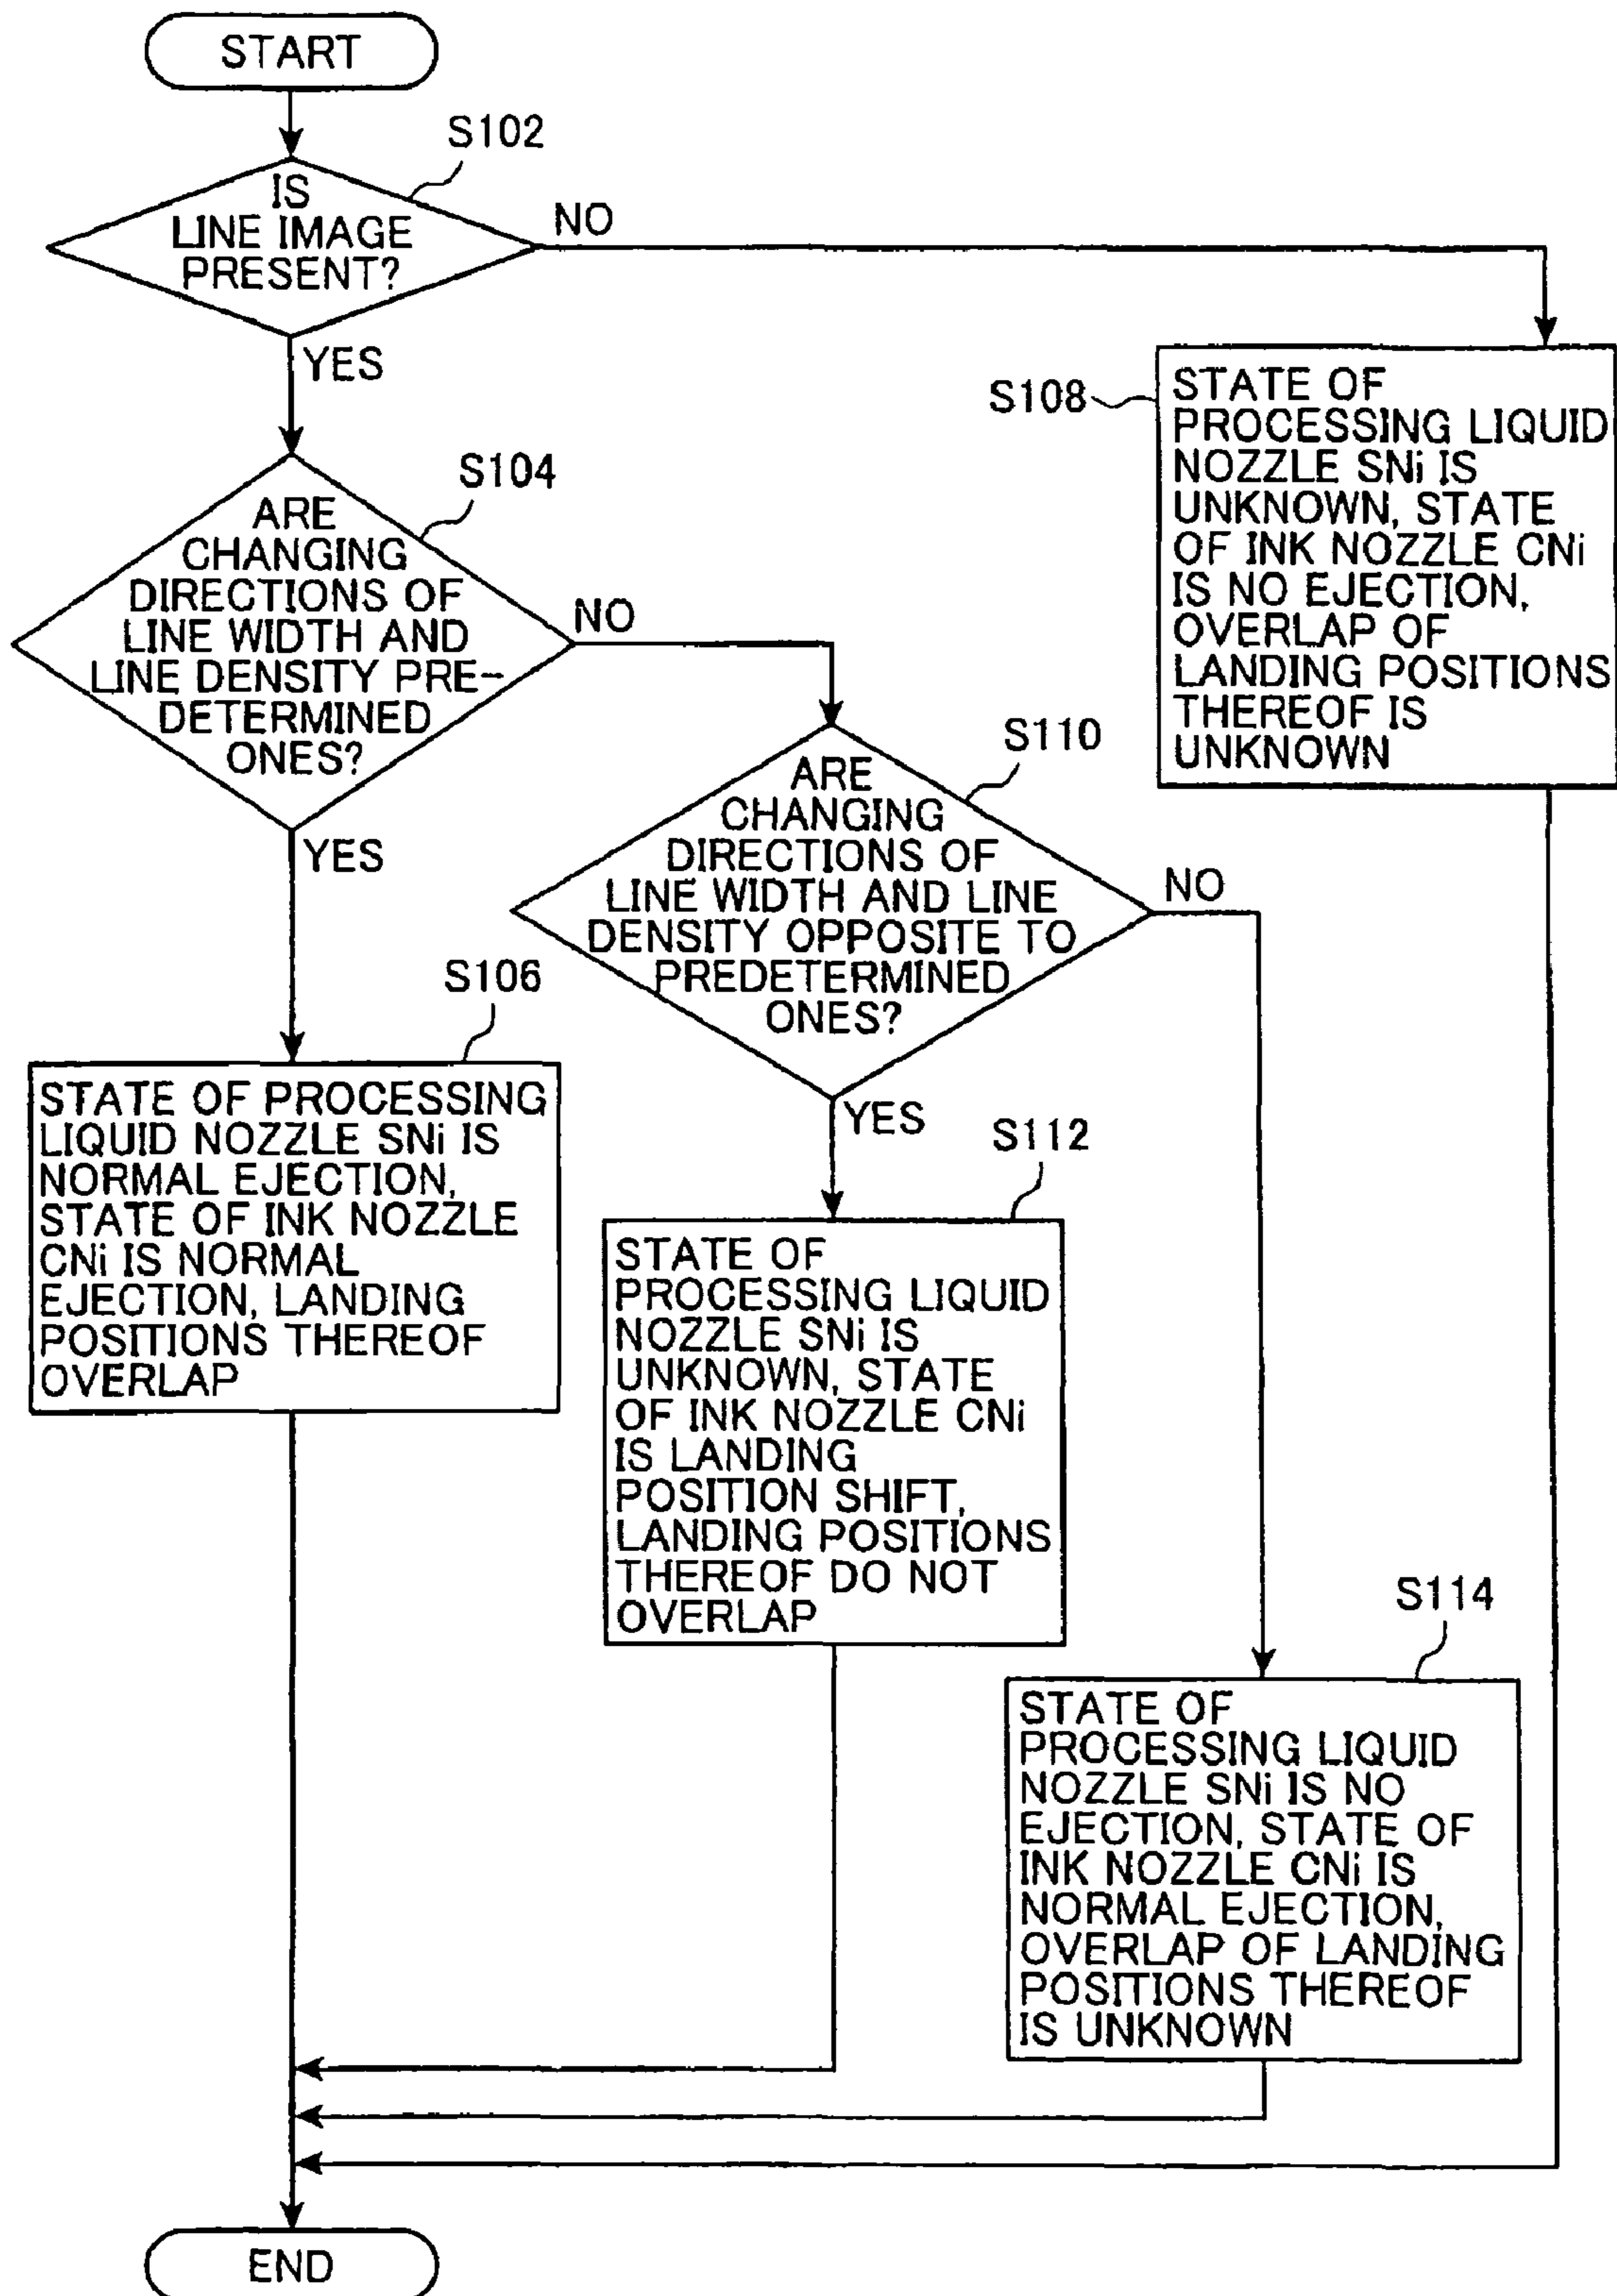 START
S102
IS
LINE IMAGE
PRESENT?
NO
YES
S108
STATE OF
PROCESSING LIQUID
NOZZLE SNi IS
UNKNOWN, STATE
OF INK NOZZLE CNi
IS NO EJECTION,
OVERLAP OF
LANDING POSITIONS
THEREOF IS
UNKNOWN
S104
ARE
CHANGING
DIRECTIONS OF
LINE WIDTH AND
LINE DENSITY PRE-
DETERMINED
ONES?
NO
YES
S110
ARE
CHANGING
DIRECTIONS OF
LINE WIDTH AND LINE
DENSITY OPPOSITE TO
PREDETERMINED
ONES?
NO
YES
S106
STATE OF PROCESSING
LIQUID NOZZLE SNi IS
NORMAL EJECTION,
STATE OF INK NOZZLE
CNi IS NORMAL
EJECTION, LANDING
POSITIONS THEREOF
OVERLAP
S112
STATE OF
PROCESSING LIQUID
NOZZLE SNi IS
UNKNOWN, STATE
OF INK NOZZLE CNi
IS LANDING
POSITION SHIFT,
LANDING POSITIONS
THEREOF DO NOT
OVERLAP
S114
STATE OF
PROCESSING LIQUID
NOZZLE SNi IS NO
EJECTION, STATE OF
INK NOZZLE CNi IS
NORMAL EJECTION,
OVERLAP OF LANDING
POSITIONS THEREOF
IS UNKNOWN
END